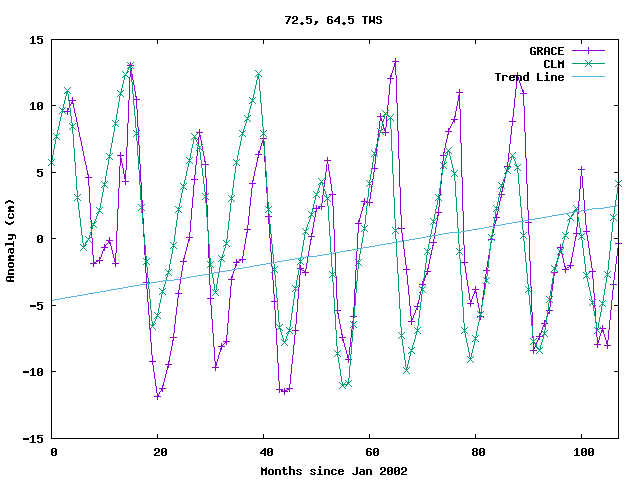 72.5, 64.5 TWS
GRACE
CLM
Trend Line
15
10
5
0
-5
-10
-15
Anomaly (cm)
0 20 40 60 80 100
Months since Jan 2002